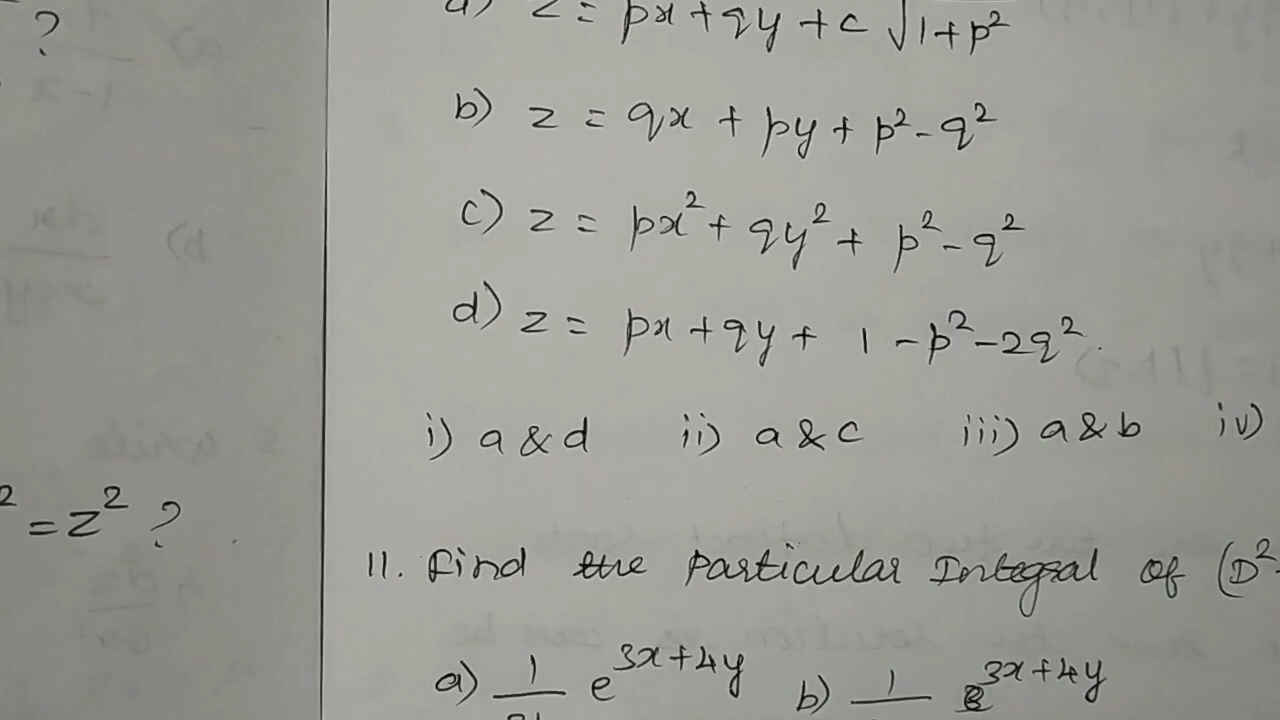 ?
a) z = px + qy + c √1+p²
b) z = qx + py + p² - q²
c) z = px² + qy² + p² - q²
d) z = px + qy + 1 - p² - 2q².
i) a & d ii) a & c iii) a & b iv)
² = z² ?
11. Find the Particular Integral of (D²
a) 1 e^3x+4y b) 1 e^3x+4y